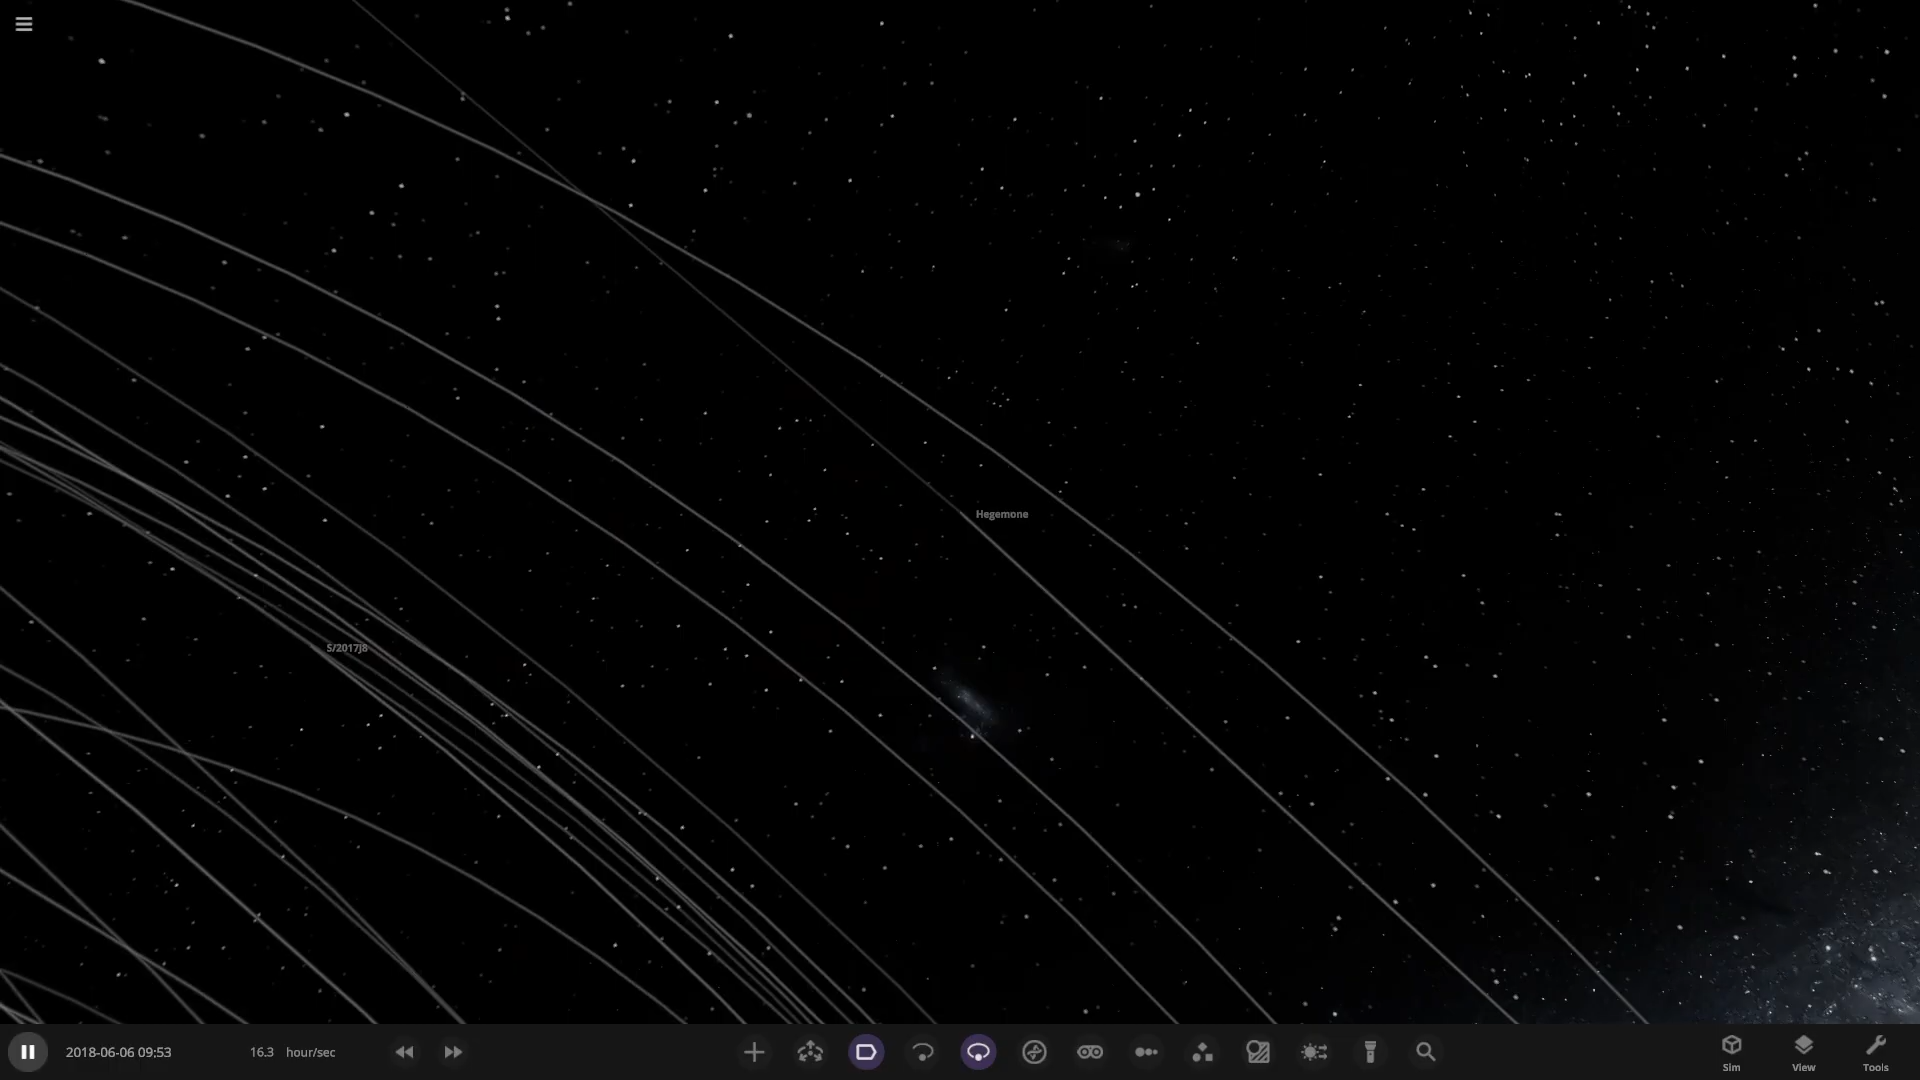 Hegemone
S/2017J8
2018-06-06 09:53
16.3 hour/sec
Sim
View
Tools